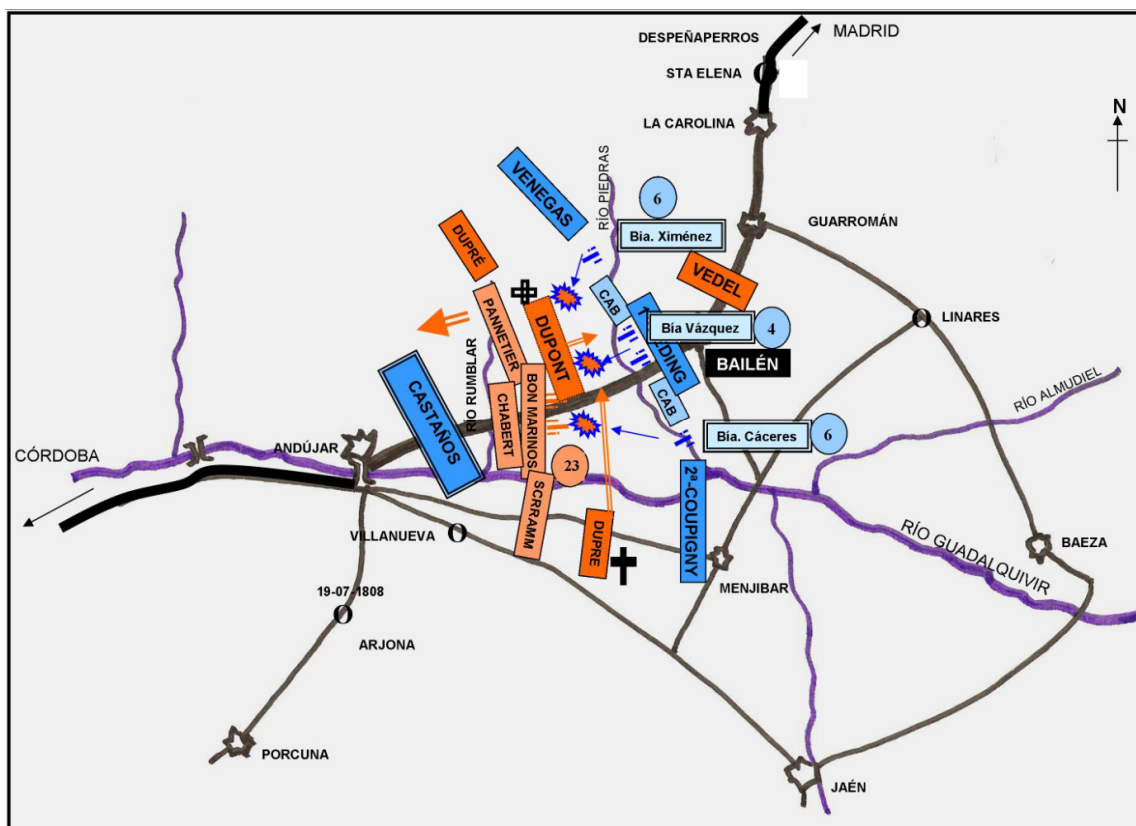 DESPEÑAPERROS
MADRID
STA ELENA
LA CAROLINA
N
VENEGAS
RÍO PIEDRAS
6
Bia. Ximénez
GUARROMÁN
DUPRÉ
VEDEL
CAB
PANNETIER
DUPONT
Bía Vázquez
4
LINARES
BAILÉN
RÍO RUMBLAR
CASTAÑOS
CHABERT
BON MARINOS
CAB
RÍO ALMUDIEL
Bía. Cáceres
6
CÓRDOBA
ANDÚJAR
23
SCRRAMM
2ª-COUPIGNY
VILLANUEVA
DUPRE
RÍO GUADALQUIVIR
BAEZA
MENJIBAR
19-07-1808
ARJONA
PORCUNA
JAÉN